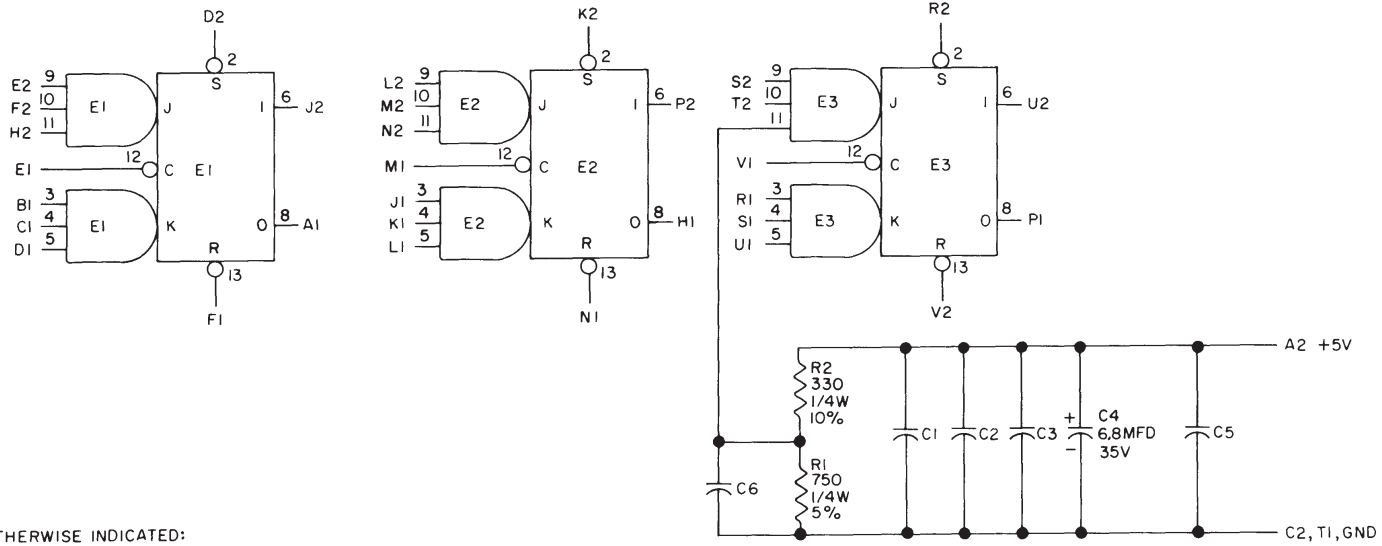 D2
K2
R2
2
2
2
S
S
S
E2 9
F2 10
H2 11
E1
J
I
6
J2
L2 9
M2 10
N2 11
E2
J
I
6
P2
S2 9
T2 10
11
E3
J
I
6
U2
E1
12
C
E1
M1
12
C
E2
V1
12
C
E3
B1 3
C1 4
D1 5
E1
K
O
8
A1
J1 3
K1 4
L1 5
E2
K
O
8
H1
R1 3
S1 4
U1 5
E3
K
O
8
P1
R
R
R
13
13
13
F1
N1
V2
A2 +5V
R2
330
1/4W
10%
C1
C2
C3
+
C4
6,8MFD
35V
–
C5
C6
R1
750
1/4W
5%
C2, T1, GND
THERWISE INDICATED: